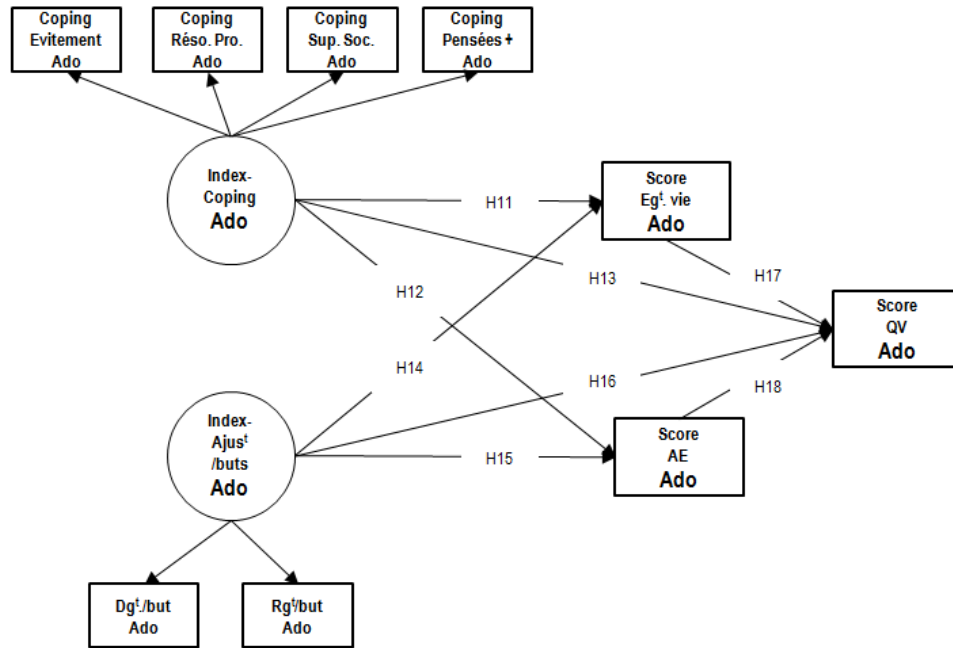 Coping
Evitement
Ado
Coping
Réso. Pro.
Ado
Coping
Sup. Soc.
Ado
Coping
Pensées +
Ado
Index-
Coping
Ado
H11
Score
Egᵗ. vie
Ado
H12
H13
H17
Score
QV
Ado
H14
H16
H18
Index-
Ajusᵗ
/buts
Ado
H15
Score
AE
Ado
Dgᵗ./but
Ado
Rgᵗ/but
Ado